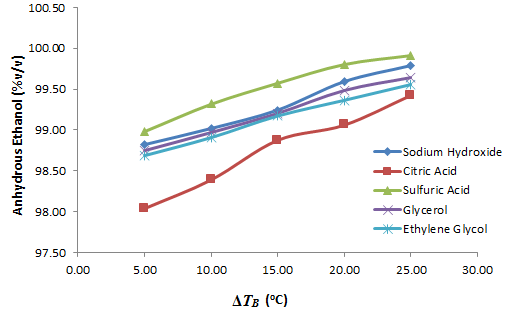 100.50
100.00
99.50
99.00
98.50
98.00
97.50
Anhydrous Ethanol (%v/v)
0.00 5.00 10.00 15.00 20.00 25.00 30.00
ΔT_B (°C)
Sodium Hydroxide
Citric Acid
Sulfuric Acid
Glycerol
Ethylene Glycol